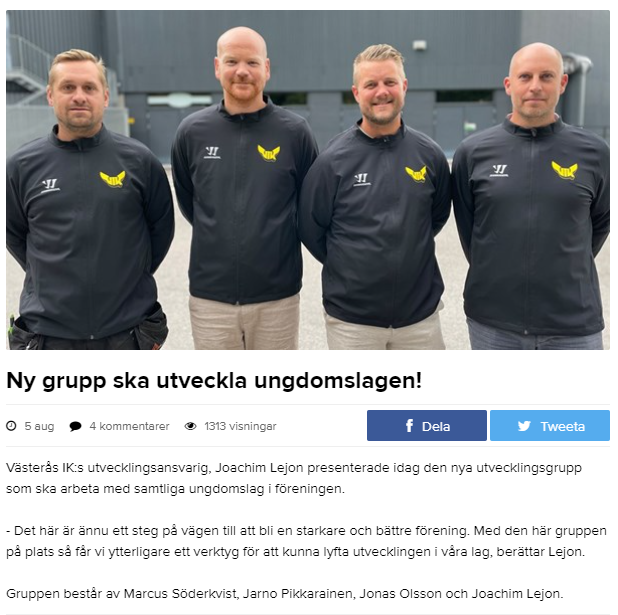 VIK
VIK
VIK
VIK
Ny grupp ska utveckla ungdomslagen!
5 aug 4 kommentarer 1313 visningar Dela Tweeta
Västerås IK:s utvecklingsansvarig, Joachim Lejon presenterade idag den nya utvecklingsgrupp
som ska arbeta med samtliga ungdomslag i föreningen.
- Det här är ännu ett steg på vägen till att bli en starkare och bättre förening. Med den här gruppen
på plats så får vi ytterligare ett verktyg för att kunna lyfta utvecklingen i våra lag, berättar Lejon.
Gruppen består av Marcus Söderkvist, Jarno Pikkarainen, Jonas Olsson och Joachim Lejon.